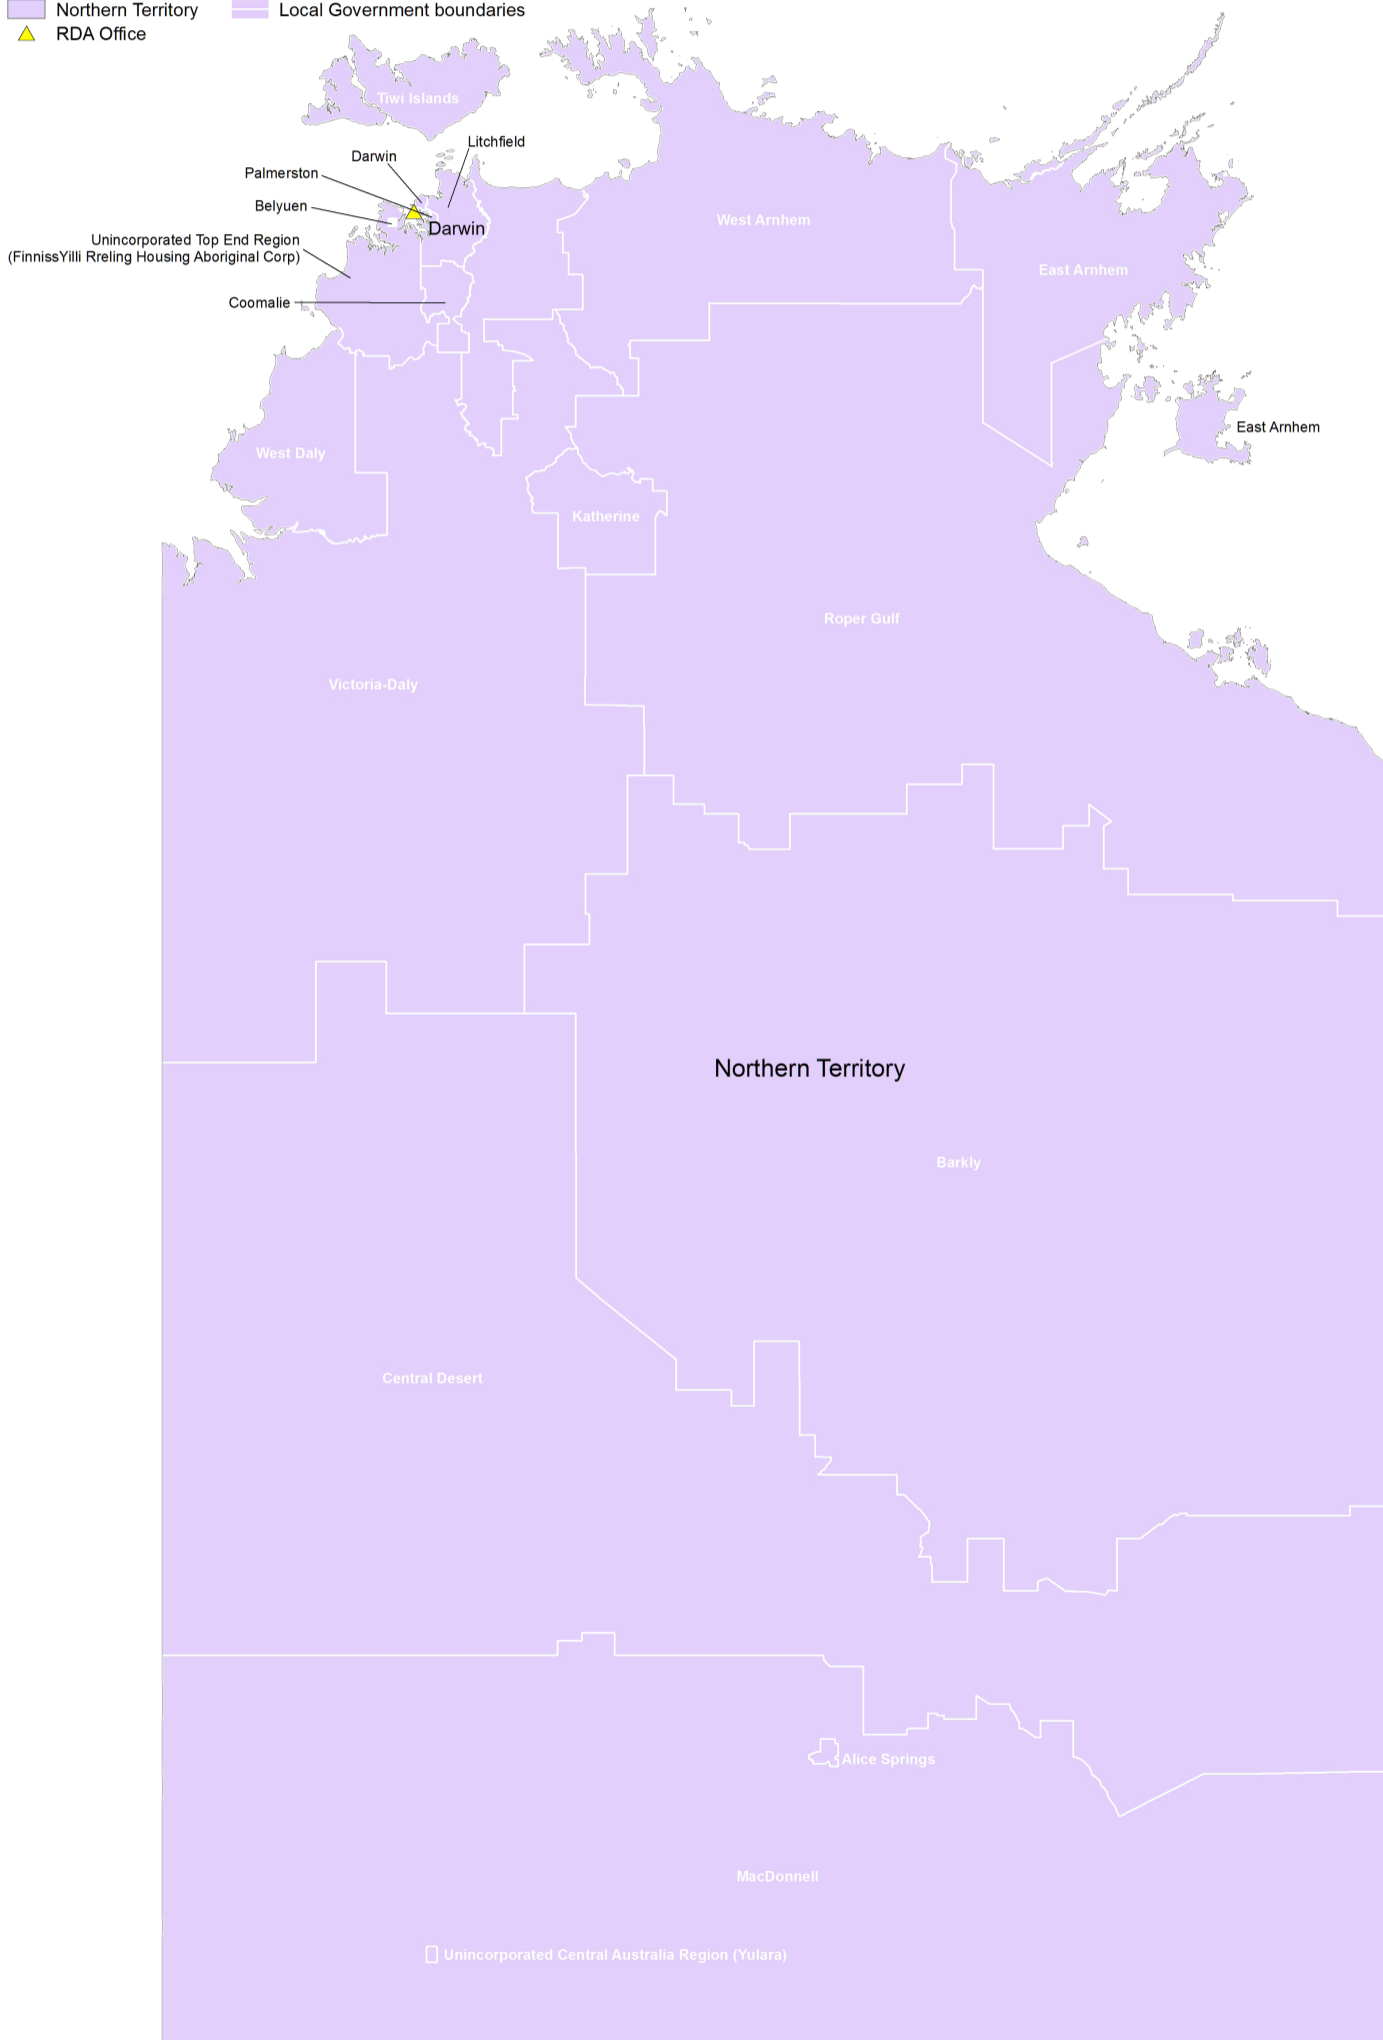 Northern Territory
Local Government boundaries
RDA Office
Tiwi Islands
Litchfield
Darwin
Palmerston
Belyuen
Darwin
West Arnhem
Unincorporated Top End Region
(FinnissYilli Rreling Housing Aboriginal Corp)
East Arnhem
Coomalie
East Arnhem
West Daly
Katherine
Roper Gulf
Victoria-Daly
Northern Territory
Barkly
Central Desert
Alice Springs
MacDonnell
Unincorporated Central Australia Region (Yulara)